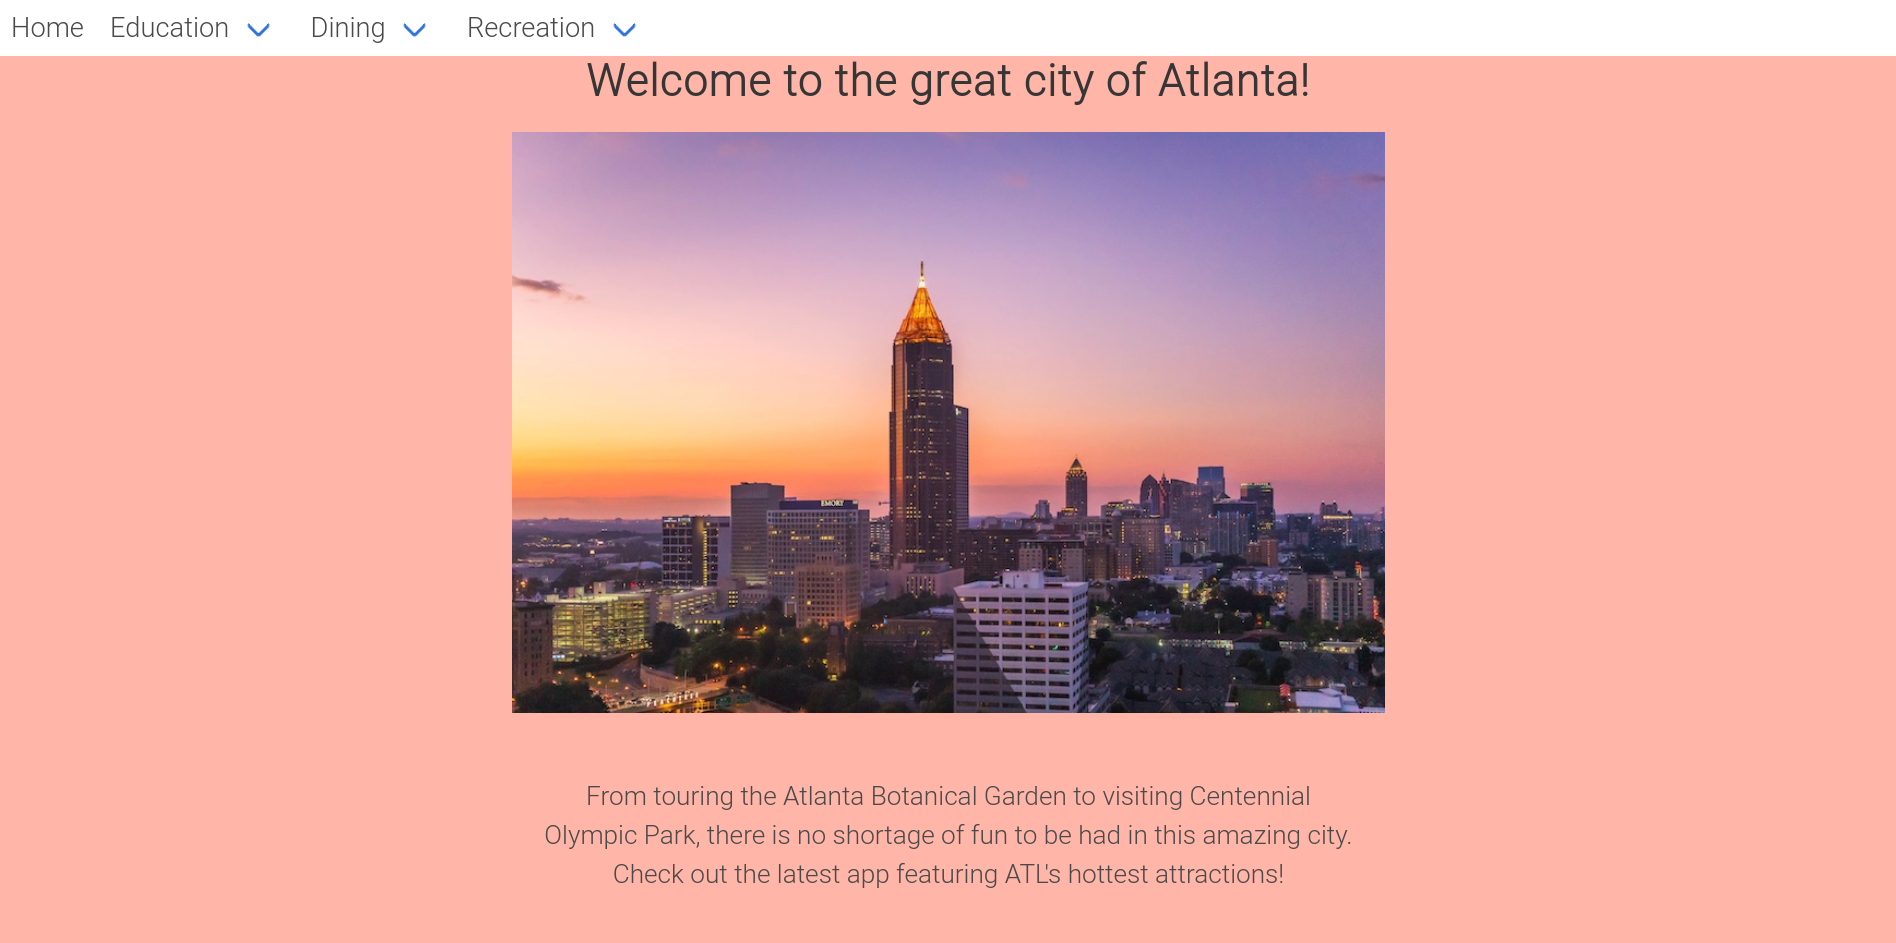 Home Education Dining Recreation
Welcome to the great city of Atlanta!
EMORY
From touring the Atlanta Botanical Garden to visiting Centennial
Olympic Park, there is no shortage of fun to be had in this amazing city.
Check out the latest app featuring ATL's hottest attractions!